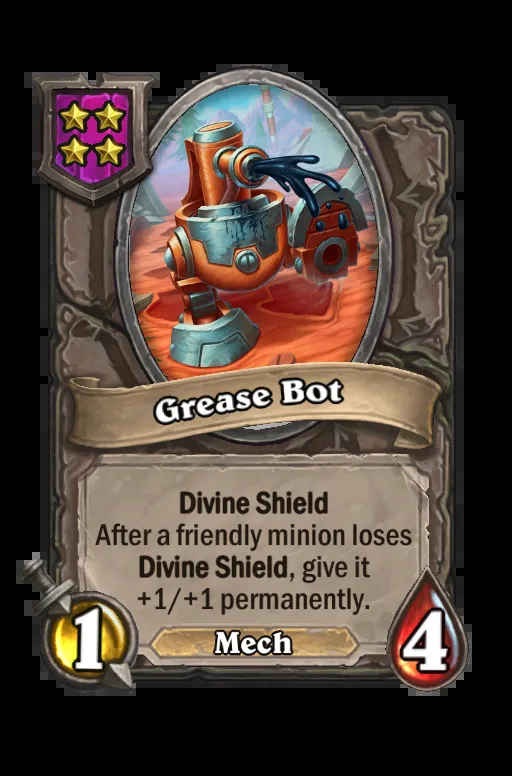 Grease Bot
Divine Shield
After a friendly minion loses
Divine Shield, give it
+1/+1 permanently.
1
Mech
4